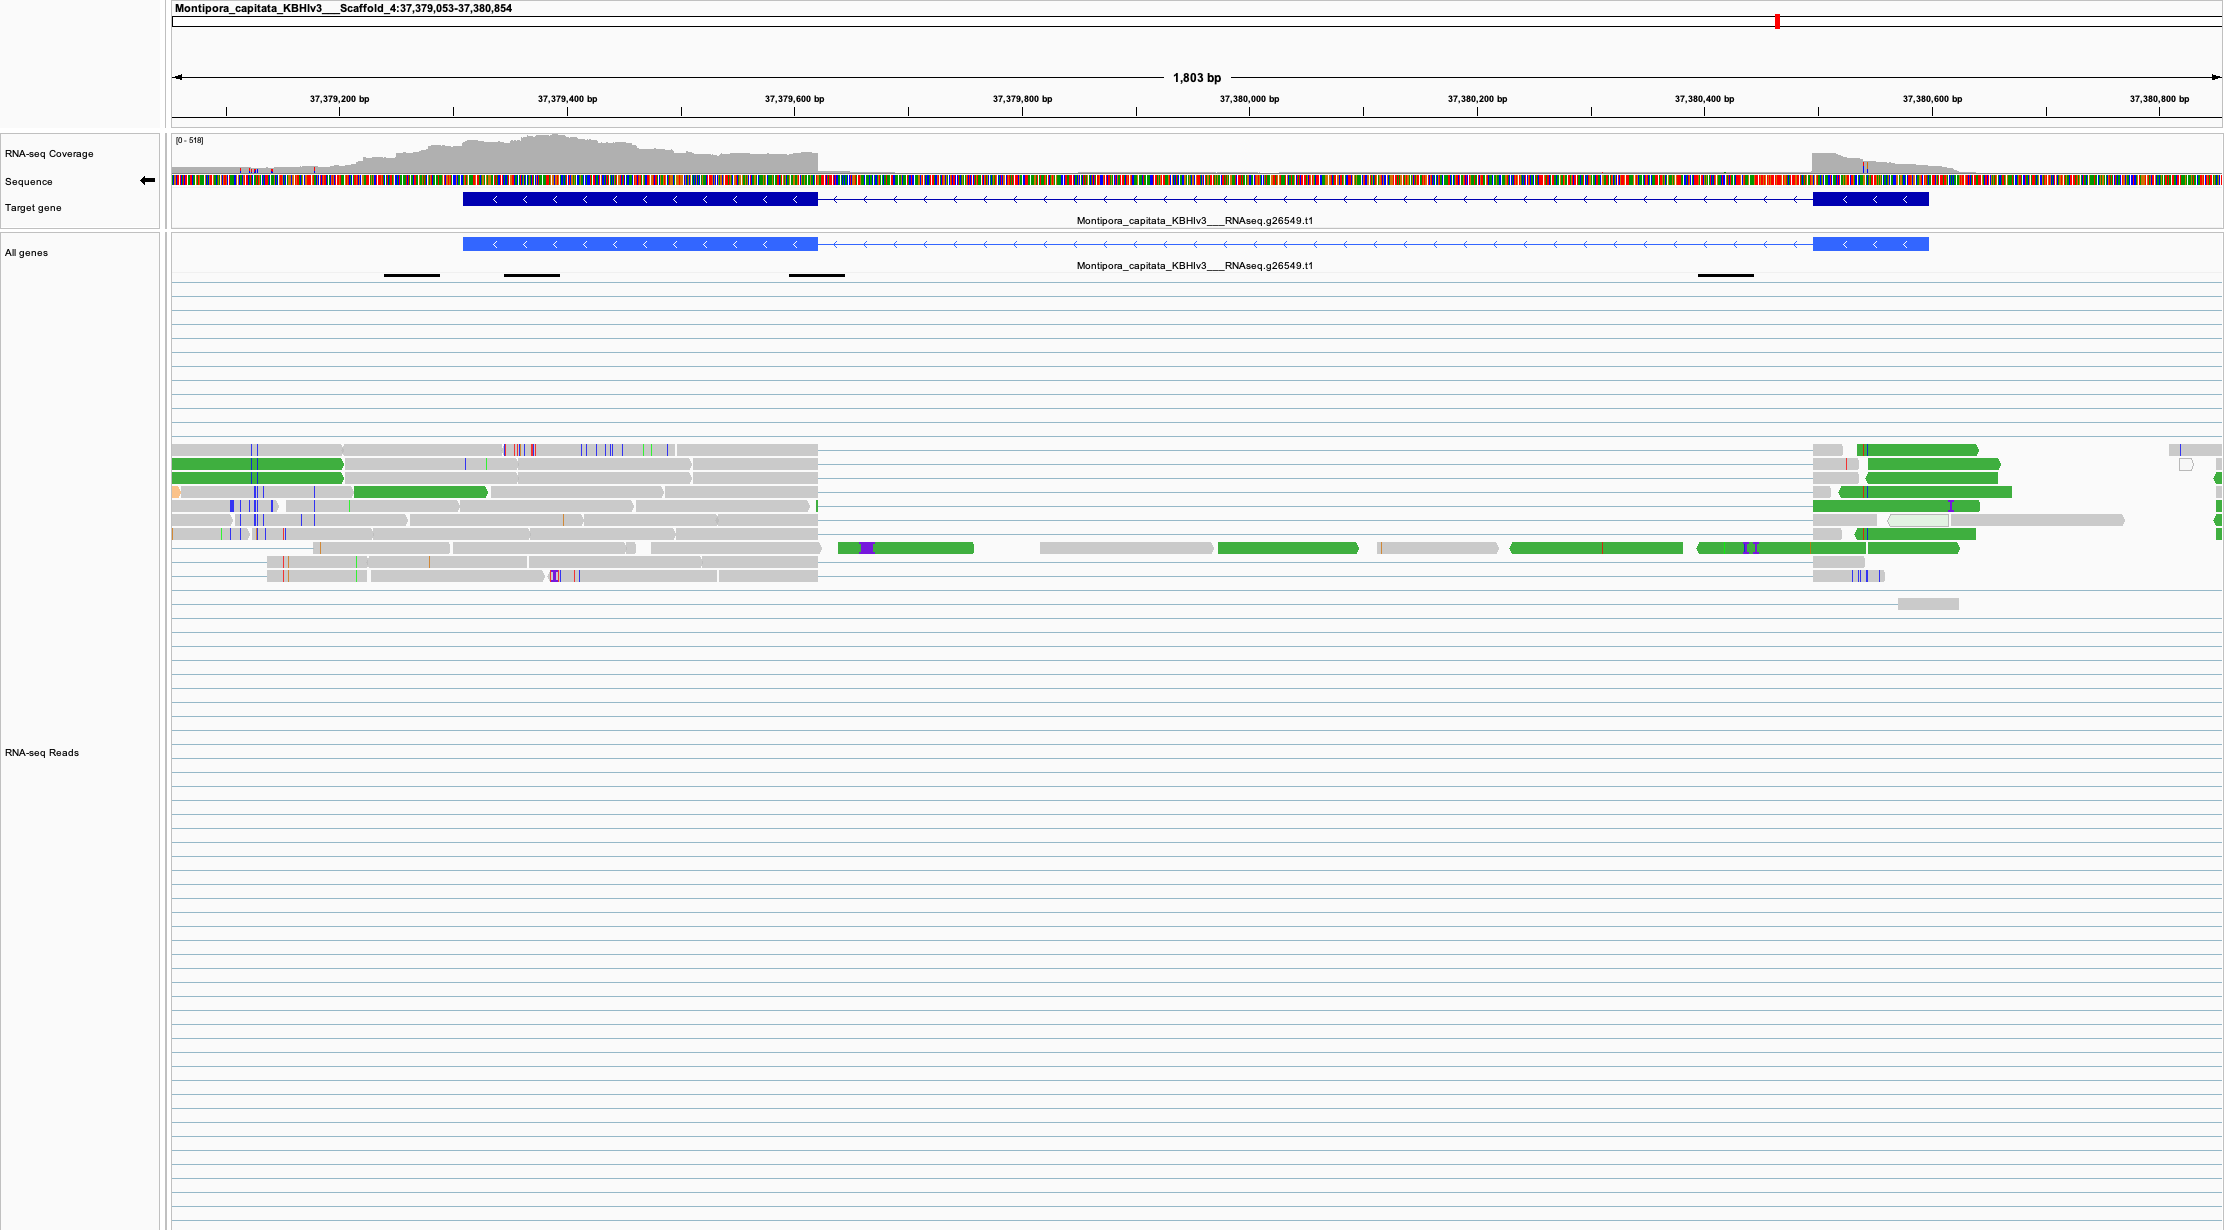 Montipora_capitata_KBHIv3___Scaffold_4:37,379,053-37,380,854
1,803 bp
37,379,200 bp
37,379,400 bp
37,379,600 bp
37,379,800 bp
37,380,000 bp
37,380,200 bp
37,380,400 bp
37,380,600 bp
37,380,800 bp
RNA-seq Coverage
[0 - 518]
Sequence
Target gene
Montipora_capitata_KBHIv3___RNAseq.g26549.t1
All genes
Montipora_capitata_KBHIv3___RNAseq.g26549.t1
RNA-seq Reads